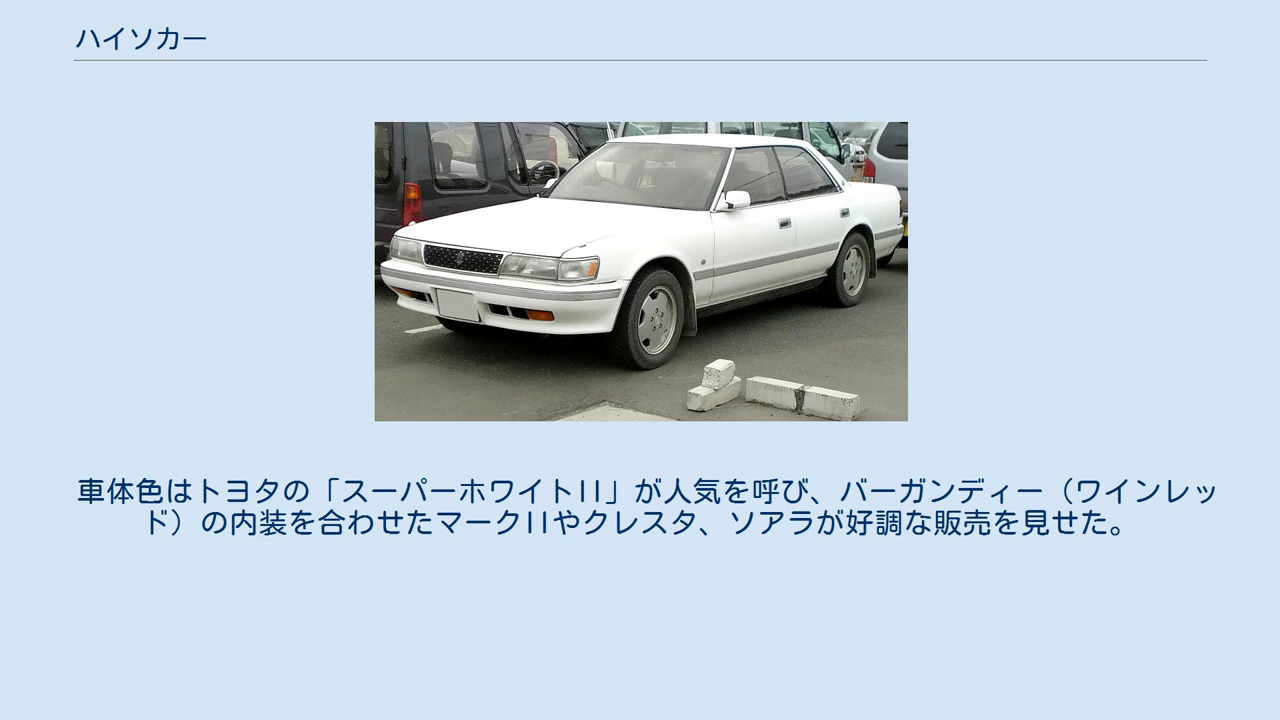 ハイソカー
車体色はトヨタの「スーパーホワイトII」が人気を呼び、バーガンディー（ワインレッ
ド）の内装を合わせたマークIIやクレスタ、ソアラが好調な販売を見せた。